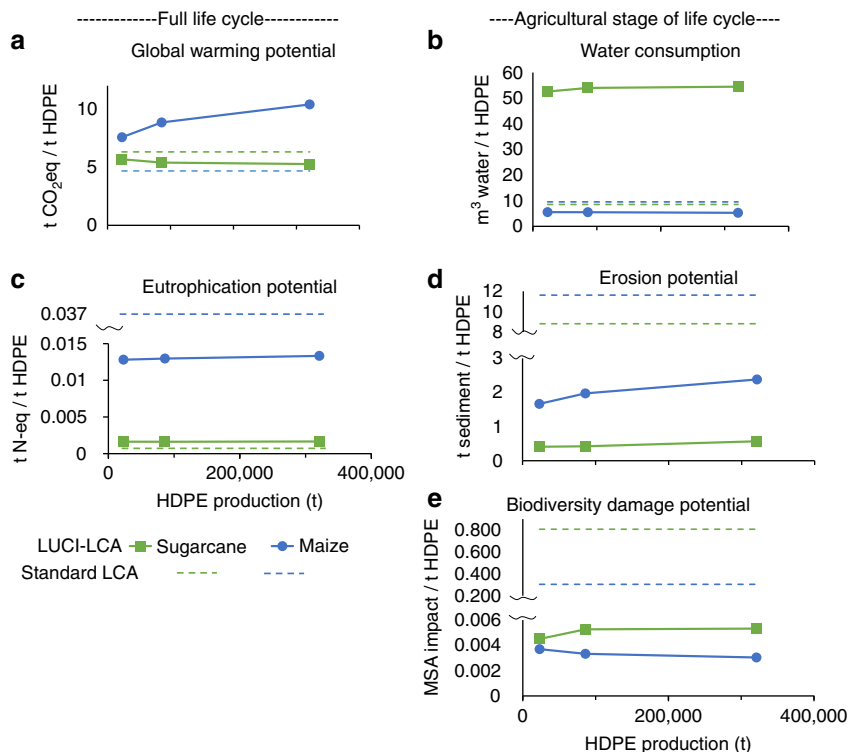 ------------Full life cycle------------
----Agricultural stage of life cycle----
a
Global warming potential
10
5
0
t CO2eq / t HDPE
b
Water consumption
60
50
40
30
20
10
0
m3 water / t HDPE
c
Eutrophication potential
0.037
0.015
0.01
0.005
0
t N-eq / t HDPE
0 200,000 400,000
HDPE production (t)
d
Erosion potential
12
10
8
3
2
1
0
t sediment / t HDPE
e
Biodiversity damage potential
0.800
0.600
0.400
0.200
0.006
0.004
0.002
0
MSA impact / t HDPE
0 200,000 400,000
HDPE production (t)
LUCI-LCA Sugarcane Maize
Standard LCA